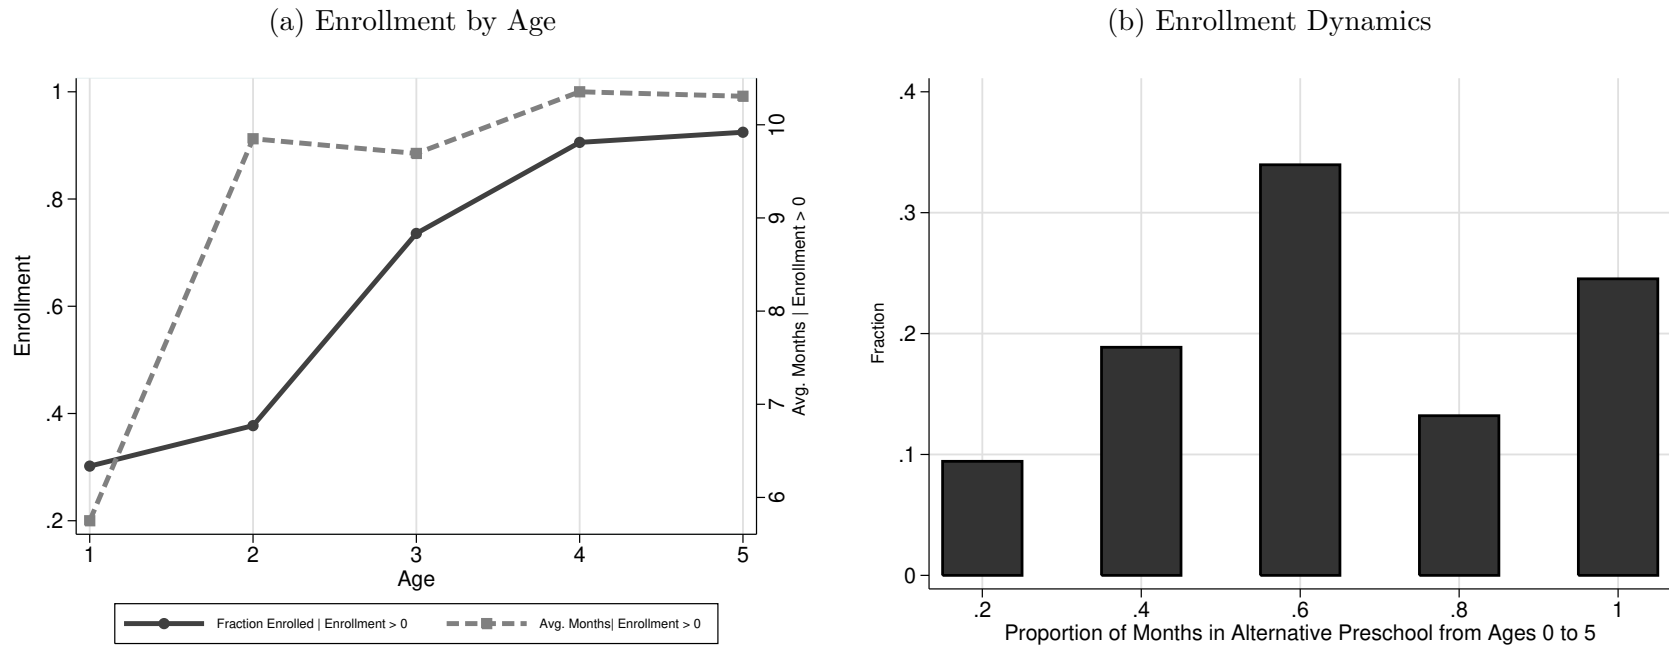 (a) Enrollment by Age
1
.8
.6
.4
.2
Enrollment
10
9
8
7
6
Avg. Months | Enrollment > 0
1 2 3 4 5
Age
Fraction Enrolled | Enrollment > 0
Avg. Months| Enrollment > 0
(b) Enrollment Dynamics
.4
.3
.2
.1
0
Fraction
.2 .4 .6 .8 1
Proportion of Months in Alternative Preschool from Ages 0 to 5